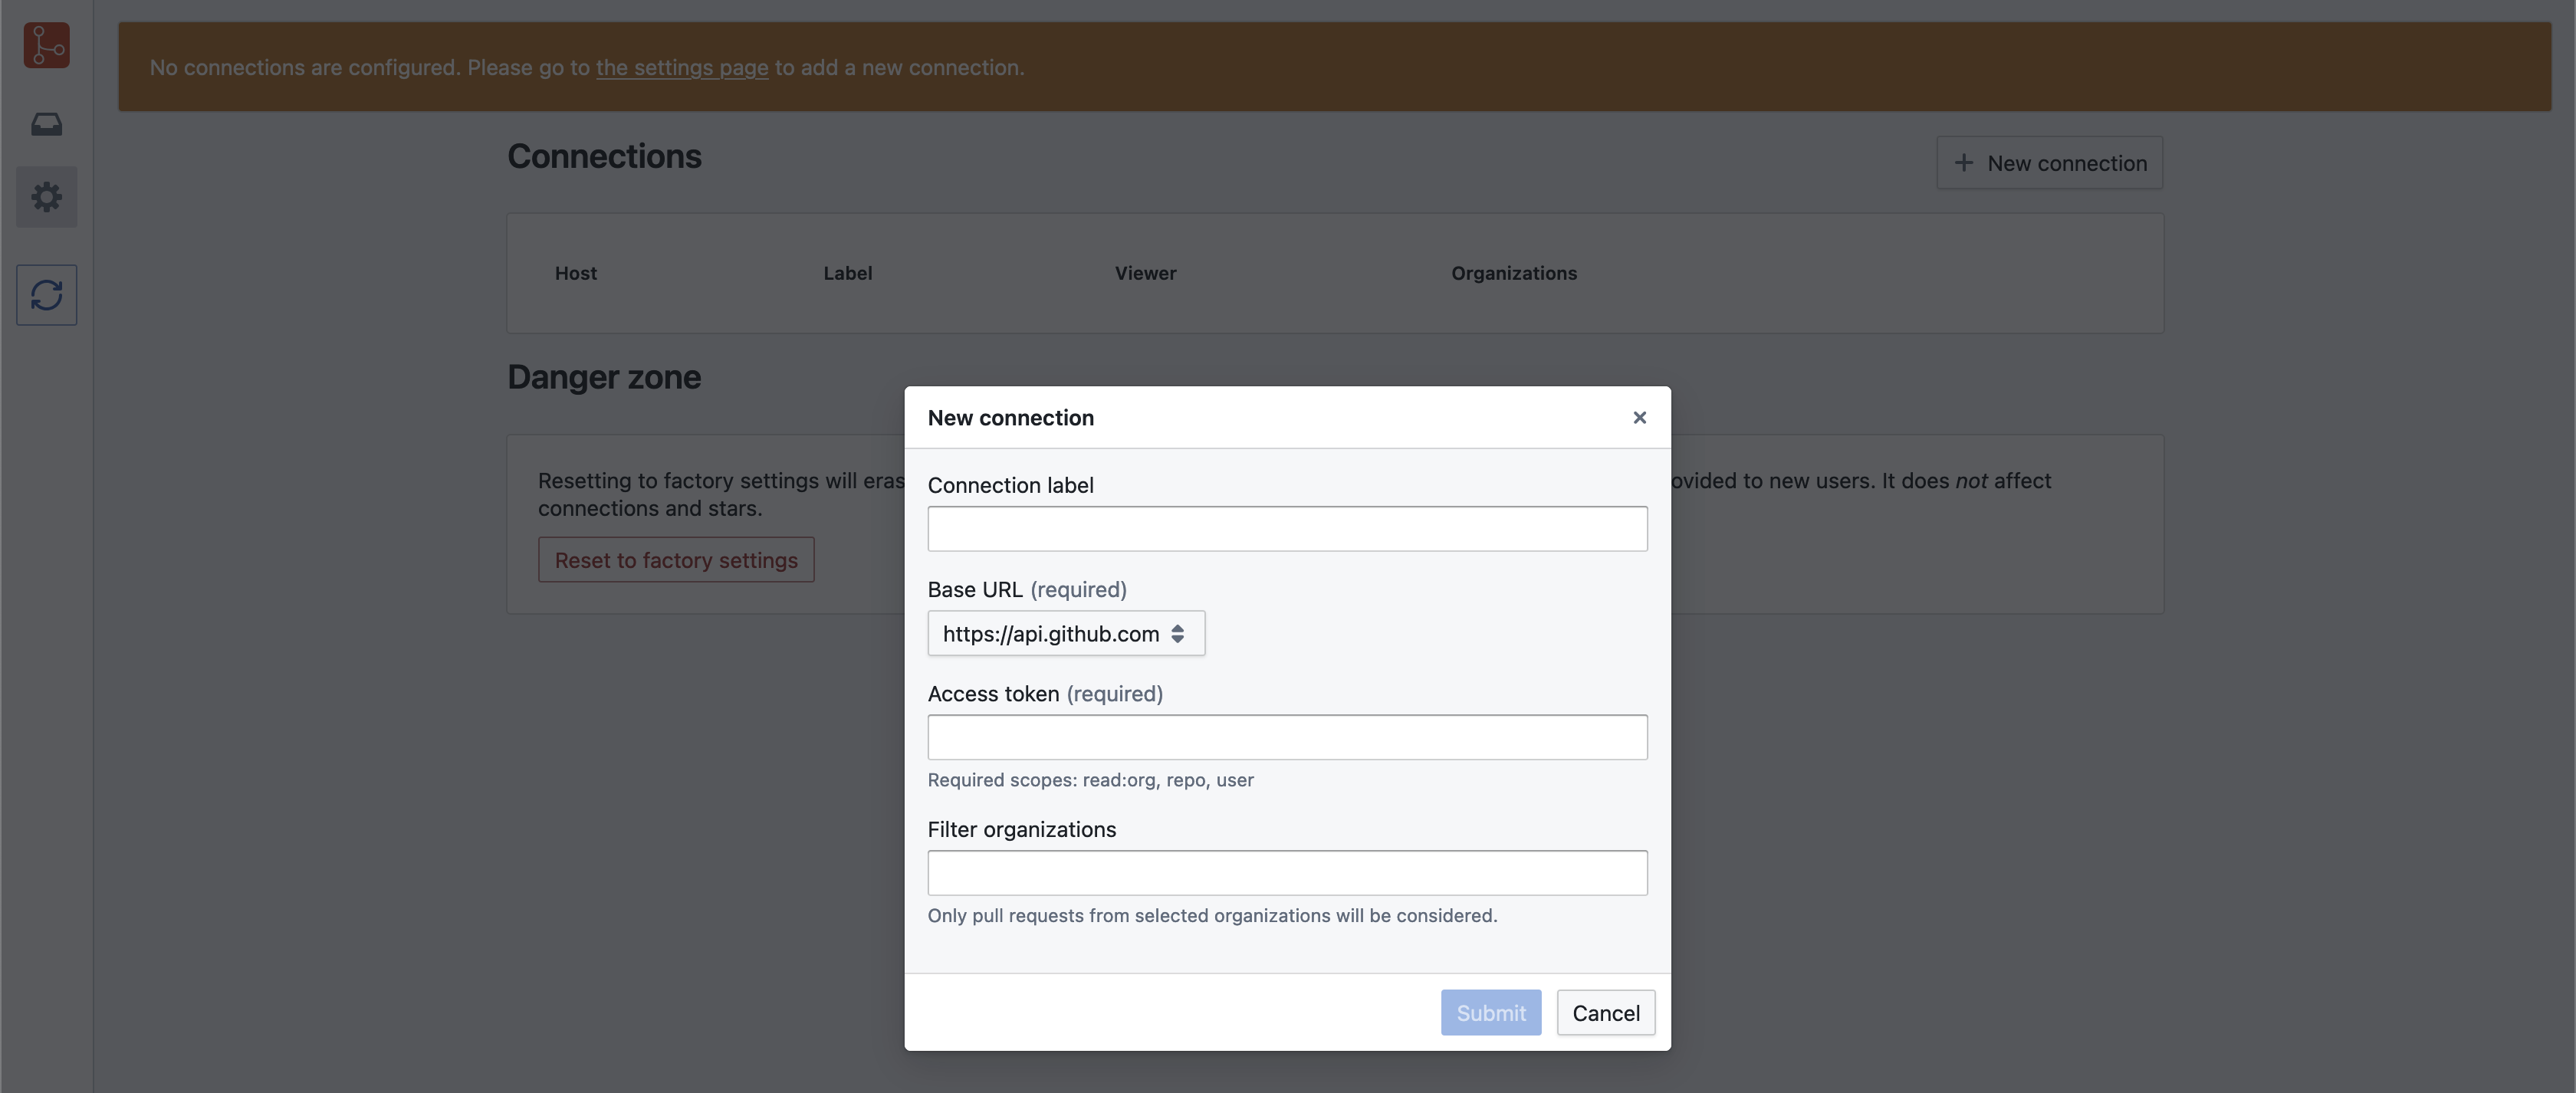 No connections are configured. Please go to the settings page to add a new connection.
Connections
New connection
Host Label Viewer Organizations
Danger zone
Resetting to factory settings will eras
ovided to new users. It does not affect
connections and stars.
Reset to factory settings
New connection
Connection label
Base URL (required)
https://api.github.com
Access token (required)
Required scopes: read:org, repo, user
Filter organizations
Only pull requests from selected organizations will be considered.
Submit Cancel